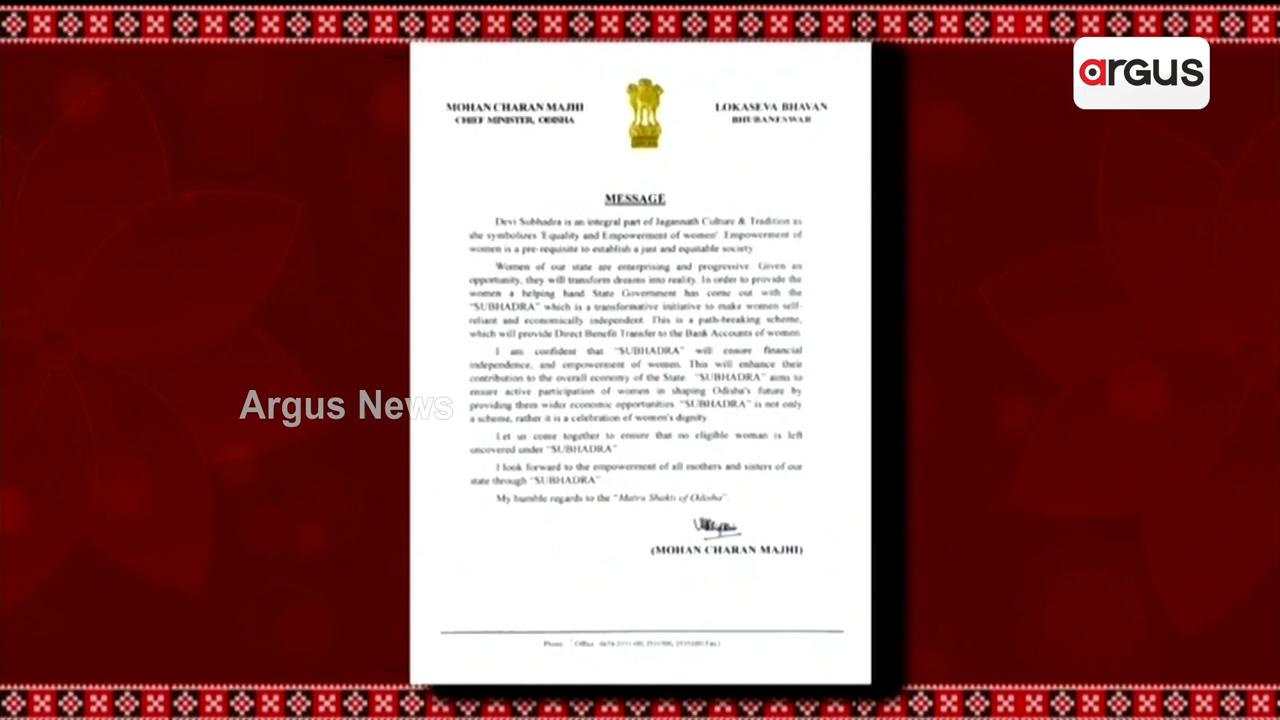 argus
MOHAN CHARAN MAJHI
CHIEF MINISTER, ODISHA
LOKASEVA BHAVAN
BHUBANESWAR
MESSAGE
Devi Subhadra is an integral part of Jagannath Culture & Tradition as
she symbolizes 'Equality and Empowerment of women'. Empowerment of
women is a pre-requisite to establish a just and equitable society.
Women of our state are enterprising and progressive. Given an
opportunity, they will transform dreams into reality. In order to provide the
women a helping hand State Government has come out with the
"SUBHADRA" which is a transformative initiative to make women self-
reliant and economically independent. This is a path-breaking scheme,
which will provide Direct Benefit Transfer to the Bank Accounts of women.
I am confident that "SUBHADRA" will ensure financial
independence, and empowerment of women. This will enhance their
contribution to the overall economy of the State. "SUBHADRA" aims to
ensure active participation of women in shaping Odisha's future by
providing them wider economic opportunities. "SUBHADRA" is not only
a scheme, rather it is a celebration of women's dignity.
Let us come together to ensure that no eligible woman is left
uncovered under "SUBHADRA"
I look forward to the empowerment of all mothers and sisters of our
state through "SUBHADRA"
My humble regards to the "Matru Shakti of Odisha".
(MOHAN CHARAN MAJHI)
Phone Office
Argus News